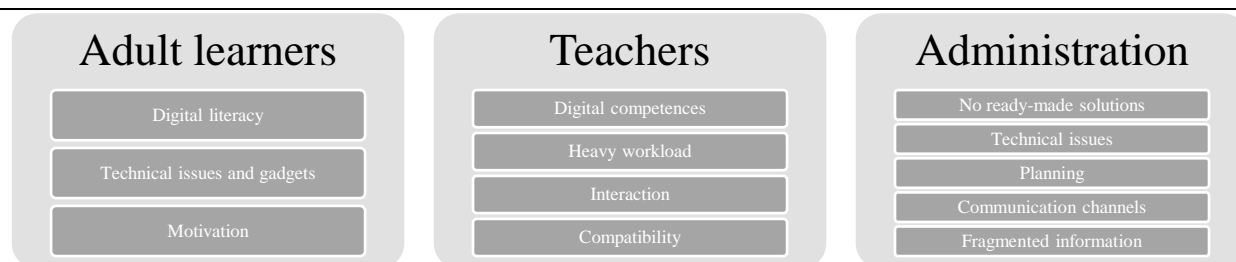 Adult learners
Digital literacy
Technical issues and gadgets
Motivation
Teachers
Digital competences
Heavy workload
Interaction
Compatibility
Administration
No ready-made solutions
Technical issues
Planning
Communication channels
Fragmented information